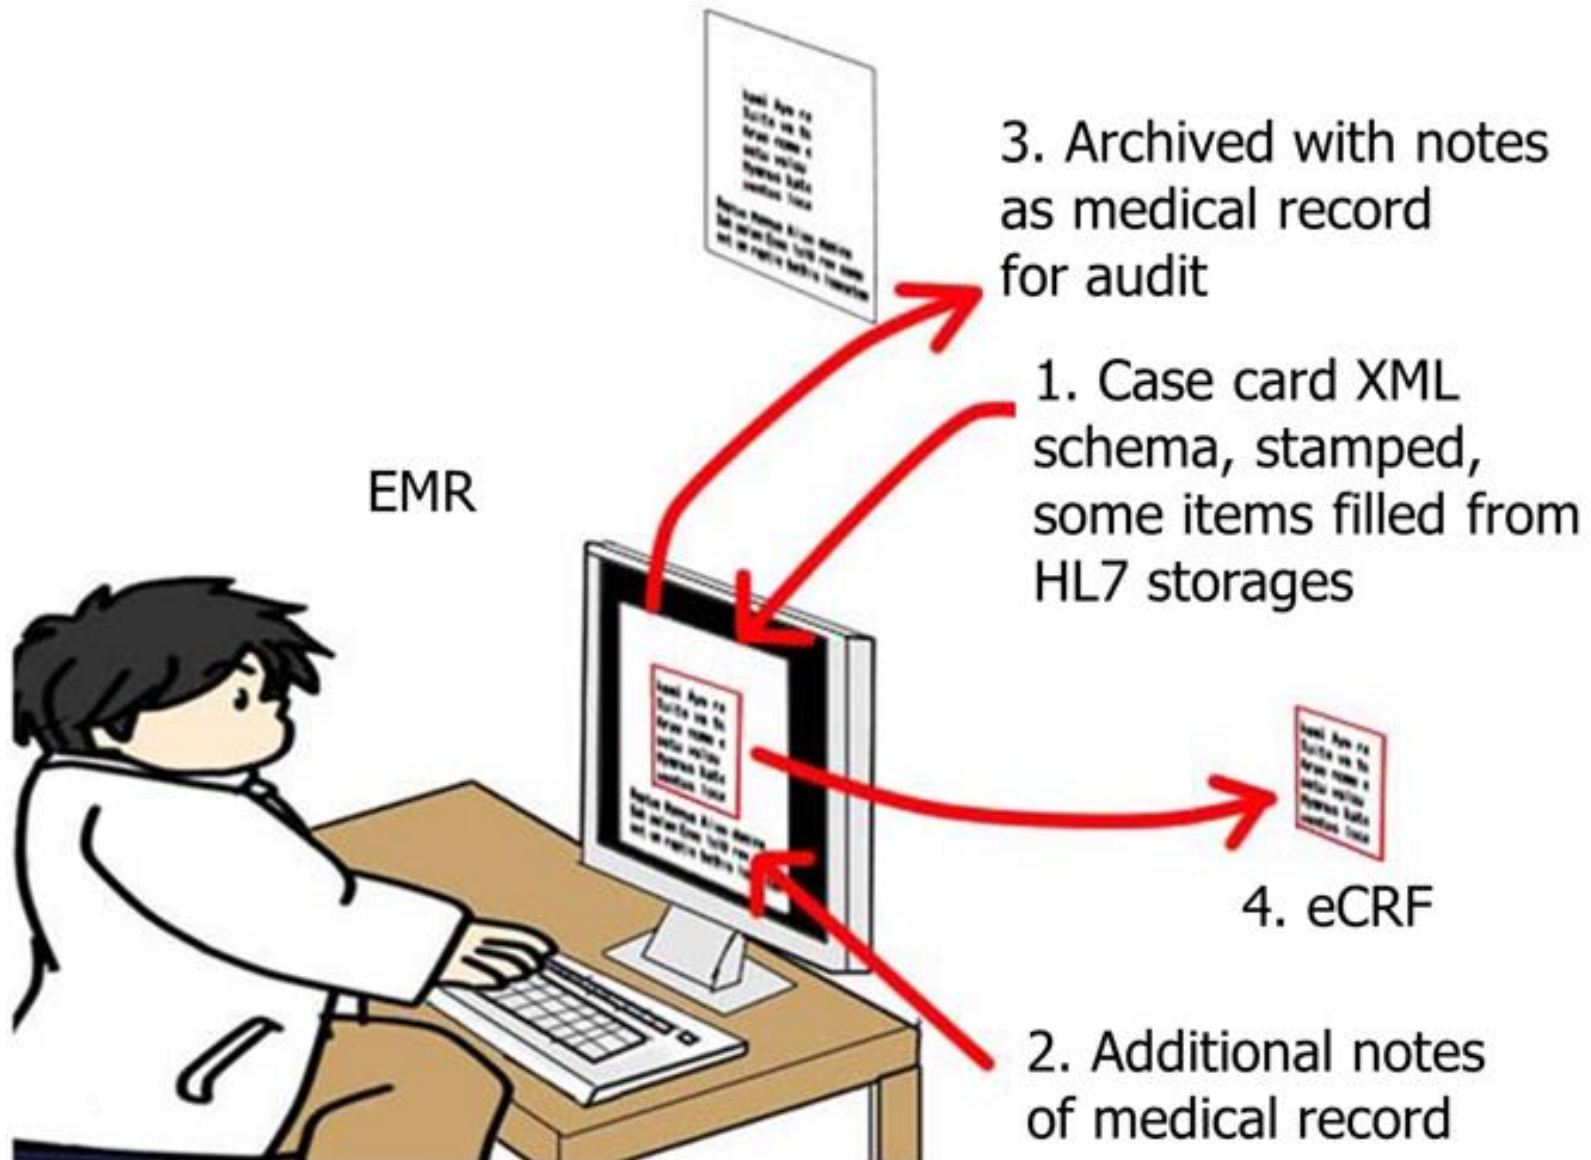 3. Archived with notes
as medical record
for audit
1. Case card XML
schema, stamped,
some items filled from
HL7 storages
EMR
4. eCRF
2. Additional notes
of medical record